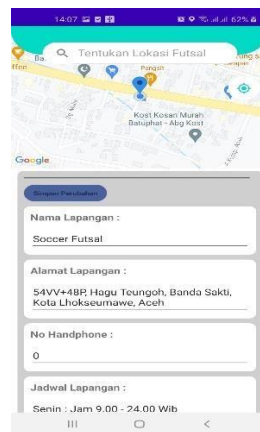 14:07
62%
Tentukan Lokasi Futsal
Ba
Pangsit
Kost Kosan Murah
Batuphat - Abg Kost
Google
Simpan Perubahan
Nama Lapangan :
Soccer Futsal
Alamat Lapangan :
54VV+48P, Hagu Teungoh, Banda Sakti,
Kota Lhokseumawe, Aceh
No Handphone :
0
Jadwal Lapangan :
Senin : Jam 9.00 - 24.00 Wib